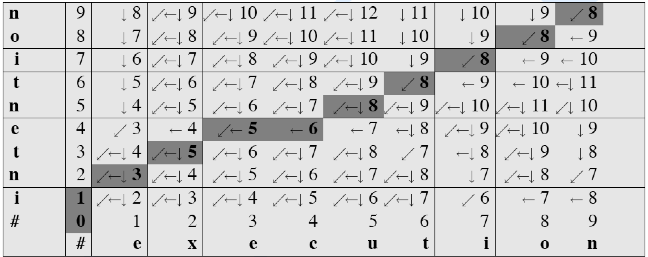 n 9 ↓ 8 ↙←↓ 9 ↙←↓ 10 ↙←↓ 11 ↙←↓ 12 ↓ 11 ↓ 10 ↓ 9 ↙ 8
o 8 ↓ 7 ↙←↓ 8 ↙←↓ 9 ↙←↓ 10 ↙←↓ 11 ↓ 10 ↓ 9 ↙ 8 ← 9
i 7 ↓ 6 ↙←↓ 7 ↙←↓ 8 ↙←↓ 9 ↙←↓ 10 ↓ 9 ↙ 8 ← 9 ← 10
t 6 ↓ 5 ↙←↓ 6 ↙←↓ 7 ↙←↓ 8 ↙←↓ 9 ↙ 8 ← 9 ← 10 ←↓ 11
n 5 ↓ 4 ↙←↓ 5 ↙←↓ 6 ↙←↓ 7 ↙←↓ 8 ↙←↓ 9 ↙←↓ 10 ↙←↓ 11 ↙↓ 10
e 4 ↙ 3 ← 4 ↙← 5 ← 6 ← 7 ←↓ 8 ↙←↓ 9 ↙←↓ 10 ↓ 9
t 3 ↙←↓ 4 ↙←↓ 5 ↙←↓ 6 ↙←↓ 7 ↙←↓ 8 ↙ 7 ←↓ 8 ↙←↓ 9 ↓ 8
n 2 ↙←↓ 3 ↙←↓ 4 ↙←↓ 5 ↙←↓ 6 ↙←↓ 7 ↙←↓ 8 ↓ 7 ↙←↓ 8 ↙ 7
i 1 ↙←↓ 2 ↙←↓ 3 ↙←↓ 4 ↙←↓ 5 ↙←↓ 6 ↙←↓ 7 ↙ 6 ← 7 ← 8
# 0 1 2 3 4 5 6 7 8 9
# e x e c u t i o n